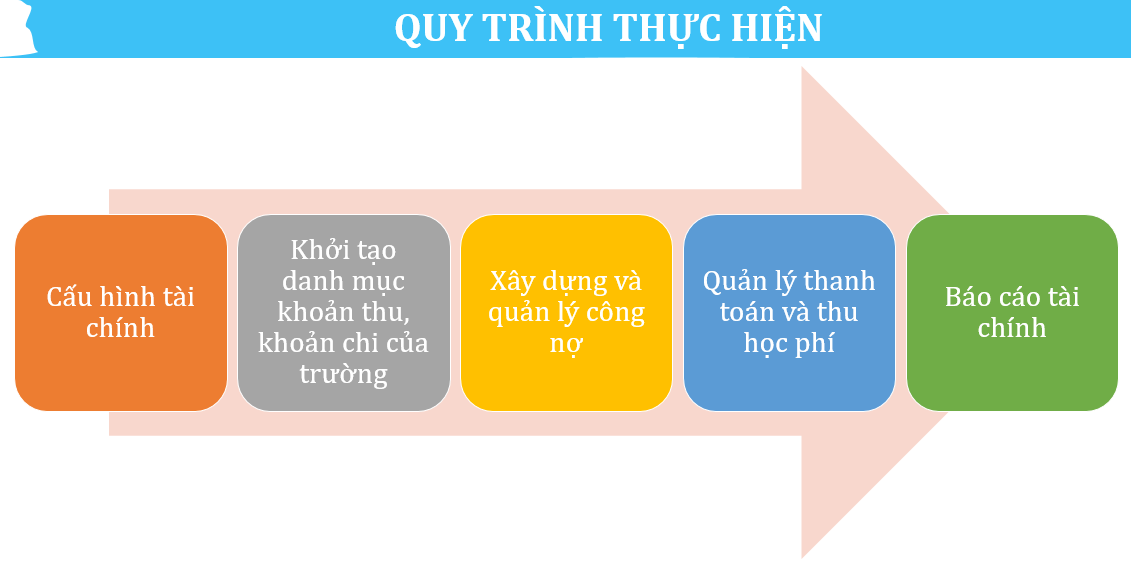 QUY TRÌNH THỰC HIỆN
Cấu hình tài
chính
Khởi tạo
danh mục
khoản thu,
khoản chi của
trường
Xây dựng và
quản lý công
nợ
Quản lý thanh
toán và thu
học phí
Báo cáo tài
chính